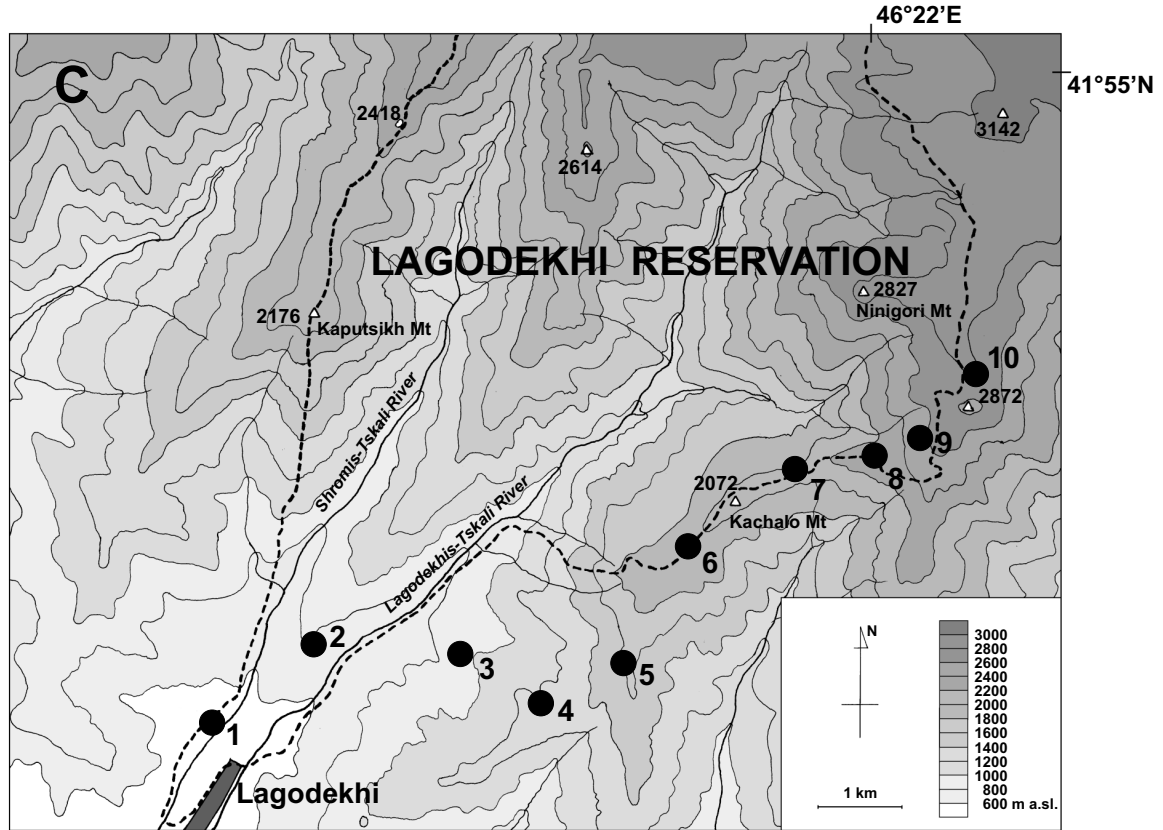 46°22’E
C
41°55’N
2418
3142
2614
LAGODEKHI RESERVATION
2827
Ninigori Mt
2176
Kaputsikh Mt
10
2872
Shromis-Tskali River
9
8
7
2072
Kachalo Mt
Lagodekhis-Tskali River
6
2
3
5
4
1
Lagodekhi
N
1 km
3000
2800
2600
2400
2200
2000
1800
1600
1400
1200
1000
800
600 m a.sl.